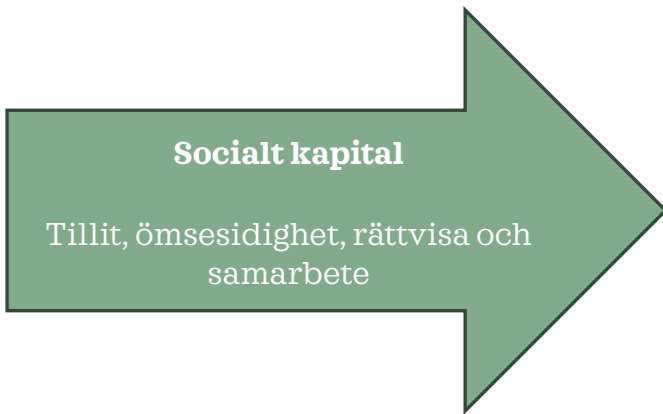 Socialt kapital
Tillit, ömsesidighet, rättvisa och
samarbete